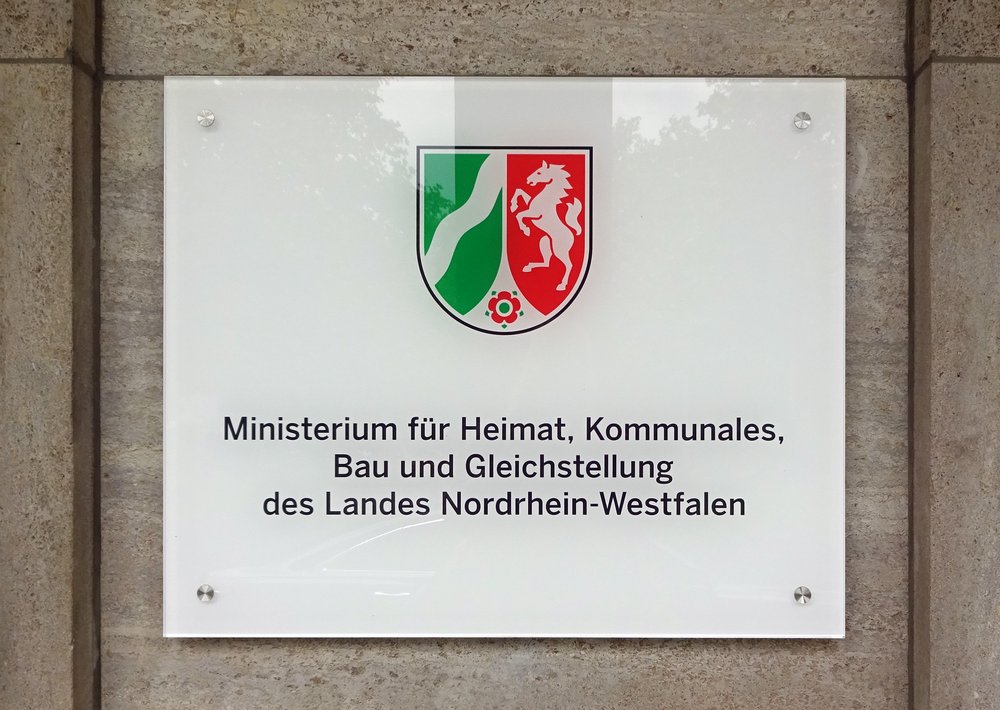 Ministerium für Heimat, Kommunales,
Bau und Gleichstellung
des Landes Nordrhein-Westfalen